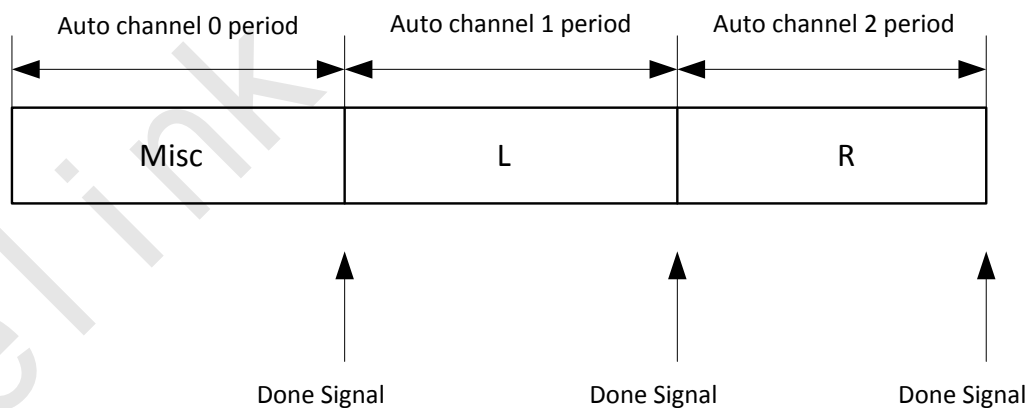 Auto channel 0 period
Auto channel 1 period
Auto channel 2 period
Misc
L
R
Done Signal
Done Signal
Done Signal
elink